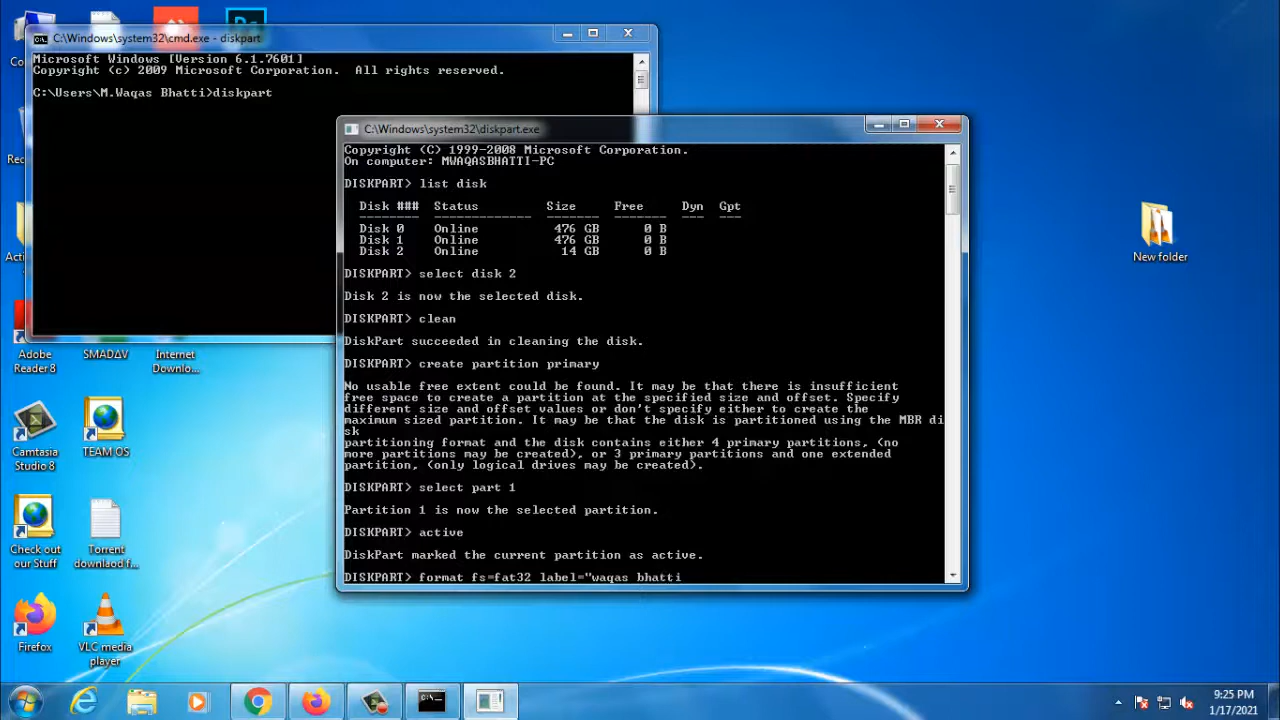 C:\Windows\system32\cmd.exe - diskpart
Microsoft Windows [Version 6.1.7601]
Copyright (c) 2009 Microsoft Corporation.  All rights reserved.
C:\Users\M.Waqas Bhatti>diskpart
C:\Windows\system32\diskpart.exe
Copyright (C) 1999-2008 Microsoft Corporation.
On computer: MWAQASBHATTI-PC
DISKPART> list disk
Disk ###  Status         Size     Free     Dyn  Gpt
--------  -------------  -------  -------  ---  ---
Disk 0    Online          476 GB      0 B
Disk 1    Online          476 GB      0 B
Disk 2    Online           14 GB      0 B
DISKPART> select disk 2
Disk 2 is now the selected disk.
DISKPART> clean
DiskPart succeeded in cleaning the disk.
DISKPART> create partition primary
No usable free extent could be found. It may be that there is insufficient
free space to create a partition at the specified size and offset. Specify
different size and offset values or don't specify either to create the
maximum sized partition. It may be that the disk is partitioned using the MBR di
sk
partitioning format and the disk contains either 4 primary partitions, (no
more partitions may be created), or 3 primary partitions and one extended
partition, (only logical drives may be created).
DISKPART> select part 1
Partition 1 is now the selected partition.
DISKPART> active
DiskPart marked the current partition as active.
DISKPART> format fs=fat32 label="waqas bhatti
New folder
Adobe
Reader 8
SMADΔV
Internet
Downlo...
Camtasia
Studio 8
TEAM OS
Check out
our Stuff
Torrent
downlaod f...
Firefox
VLC media
player
9:25 PM
1/17/2021